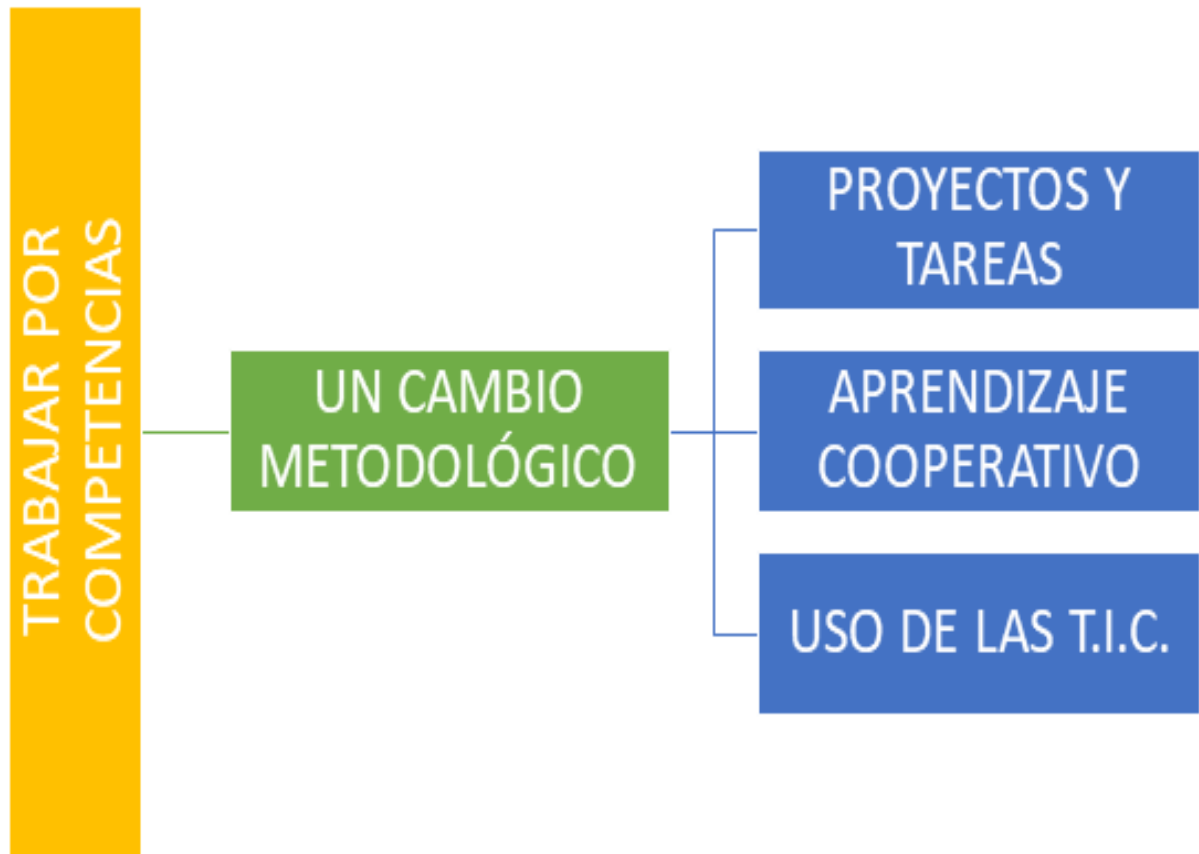 TRABAJAR POR
COMPETENCIAS
UN CAMBIO
METODOLÓGICO
PROYECTOS Y
TAREAS
APRENDIZAJE
COOPERATIVO
USO DE LAS T.I.C.